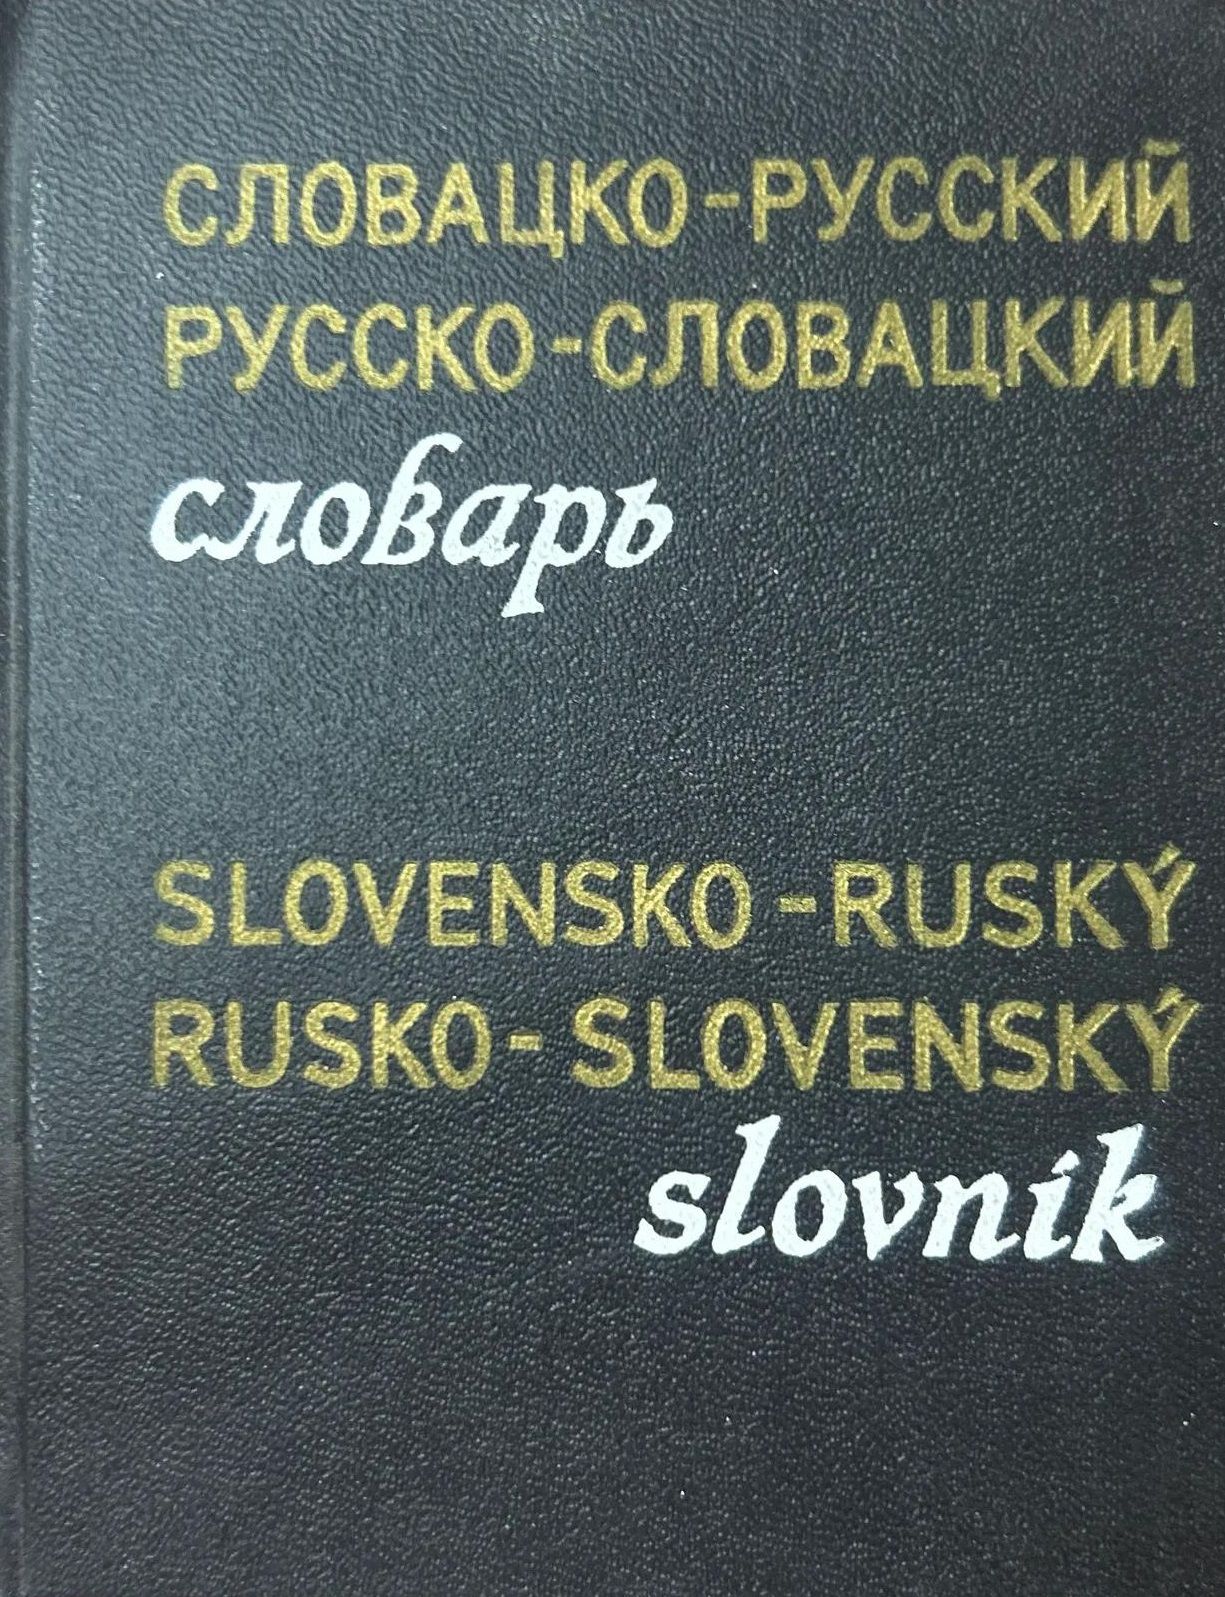 СЛОВАЦКО-РУССКИЙ
РУССКО-СЛОВАЦКИЙ
словарь
SLOVENSKO-RUSKÝ
RUSKO-SLOVENSKÝ
slovník